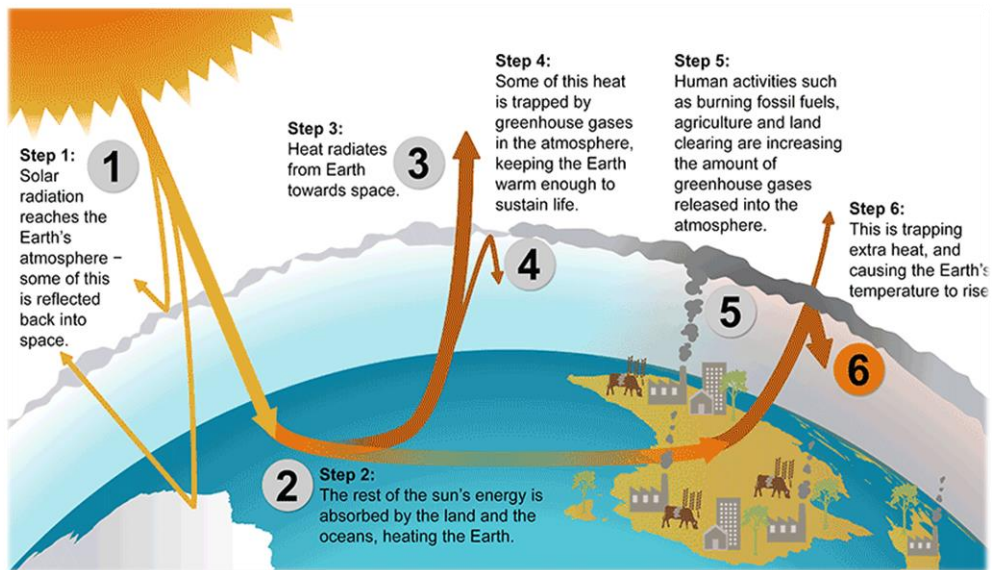 Step 1:
Solar
radiation
reaches the
Earth's
atmosphere –
some of this
is reflected
back into
space.
1
Step 2:
The rest of the sun's energy is
absorbed by the land and the
oceans, heating the Earth.
2
Step 3:
Heat radiates
from Earth
towards space.
3
Step 4:
Some of this heat
is trapped by
greenhouse gases
in the atmosphere,
keeping the Earth
warm enough to
sustain life.
4
Step 5:
Human activities such
as burning fossil fuels,
agriculture and land
clearing are increasing
the amount of
greenhouse gases
released into the
atmosphere.
5
Step 6:
This is trapping
extra heat, and
causing the Earth's
temperature to rise
6